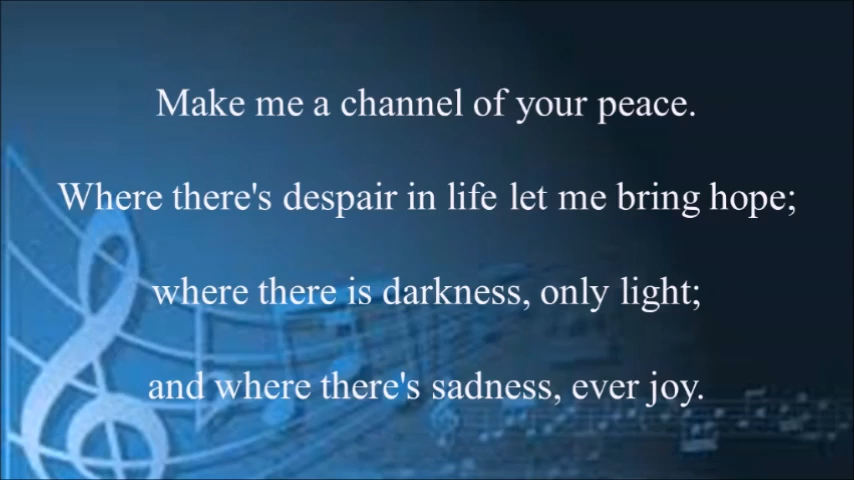 Make me a channel of your peace.
Where there's despair in life let me bring hope;
where there is darkness, only light;
and where there's sadness, ever joy.